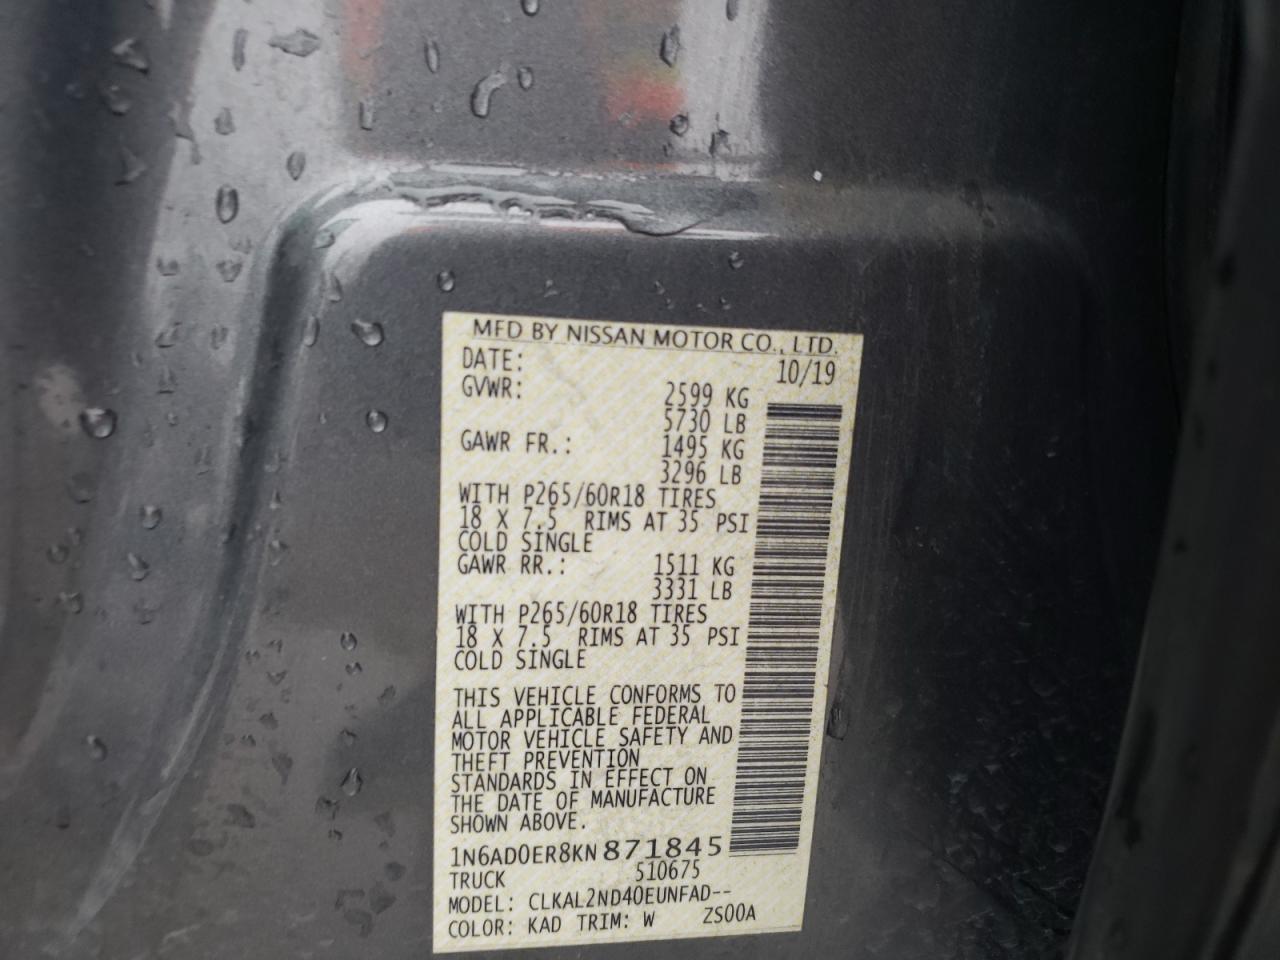 MFD BY NISSAN MOTOR CO., LTD.
DATE: 10/19
GVWR: 2599 KG
5730 LB
GAWR FR.: 1495 KG
3296 LB
WITH P265/60R18 TIRES
18 X 7.5 RIMS AT 35 PSI
COLD SINGLE
GAWR RR.: 1511 KG
3331 LB
WITH P265/60R18 TIRES
18 X 7.5 RIMS AT 35 PSI
COLD SINGLE
THIS VEHICLE CONFORMS TO
ALL APPLICABLE FEDERAL
MOTOR VEHICLE SAFETY AND
THEFT PREVENTION
STANDARDS IN EFFECT ON
THE DATE OF MANUFACTURE
SHOWN ABOVE.
1N6AD0ER8KN871845
TRUCK 510675
MODEL: CLKAL2ND40EUNFAD--
COLOR: KAD TRIM: W ZS00A